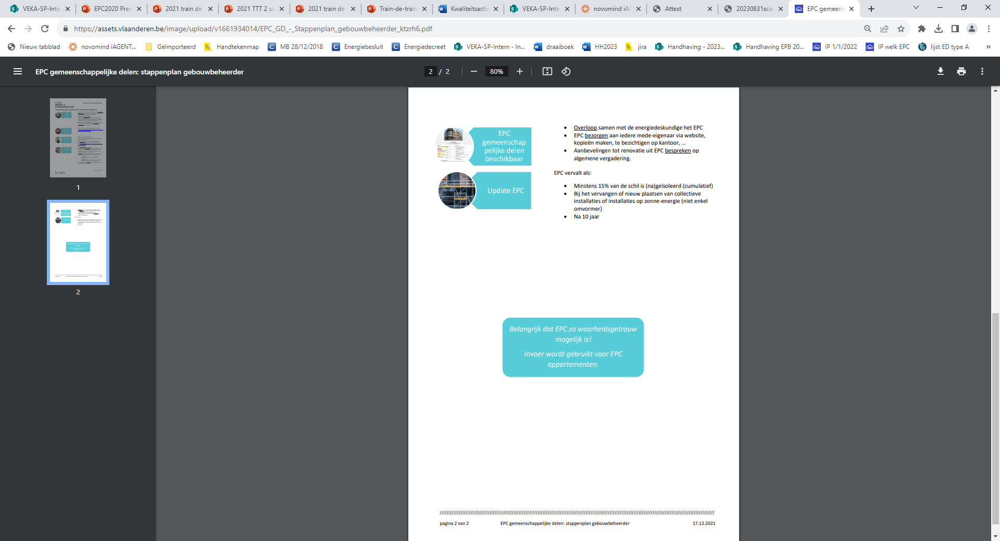 VEKA-SP-Inte
EPC2020 Pres
2021 train de
2021 TTT 2 uu
2021 train de
Train-de-train
Kwaliteitsactie
VEKA-SP-Inte
novomind iAG
Attest
20230831scan
EPC gemeens
https://assets.vlaanderen.be/image/upload/v1661934014/EPC_GD_-_Stappenplan_gebouwbeheerder_ktzrh6.pdf
Nieuw tabblad
novomind iAGENT...
Geïmporteerd
Handtekenmap
MB 28/12/2018
Energiebesluit
Energiedecreet
VEKA-SP-Intern - In...
draaiboek
HH2023
jira
Handhaving - 2023...
Handhaving EPB 20...
IP 1/1/2022
IP welk EPC
lijst ED type A
»
EPC gemeenschappelijke delen: stappenplan gebouwbeheerder
2 / 2
80%
1
2
EPC
gemeenschap
pelijke delen
beschikbaar
• Overloop samen met de energiedeskundige het EPC
• EPC bezorgen aan iedere mede-eigenaar via website,
kopieën maken, te bezichtigen op kantoor, …
• Aanbevelingen tot renovatie uit EPC bespreken op
algemene vergadering.
Update EPC
EPC vervalt als:
• Minstens 15% van de schil is (na)geïsoleerd (cumulatief)
• Bij het vervangen of nieuw plaatsen van collectieve
installaties of installaties op zonne-energie (niet enkel
omvormer)
• Na 10 jaar
Belangrijk dat EPC zo waarheidsgetrouw
mogelijk is!
Invoer wordt gebruikt voor EPC
appartementen.
pagina 2 van 2
EPC gemeenschappelijke delen: stappenplan gebouwbeheerder
17.12.2021